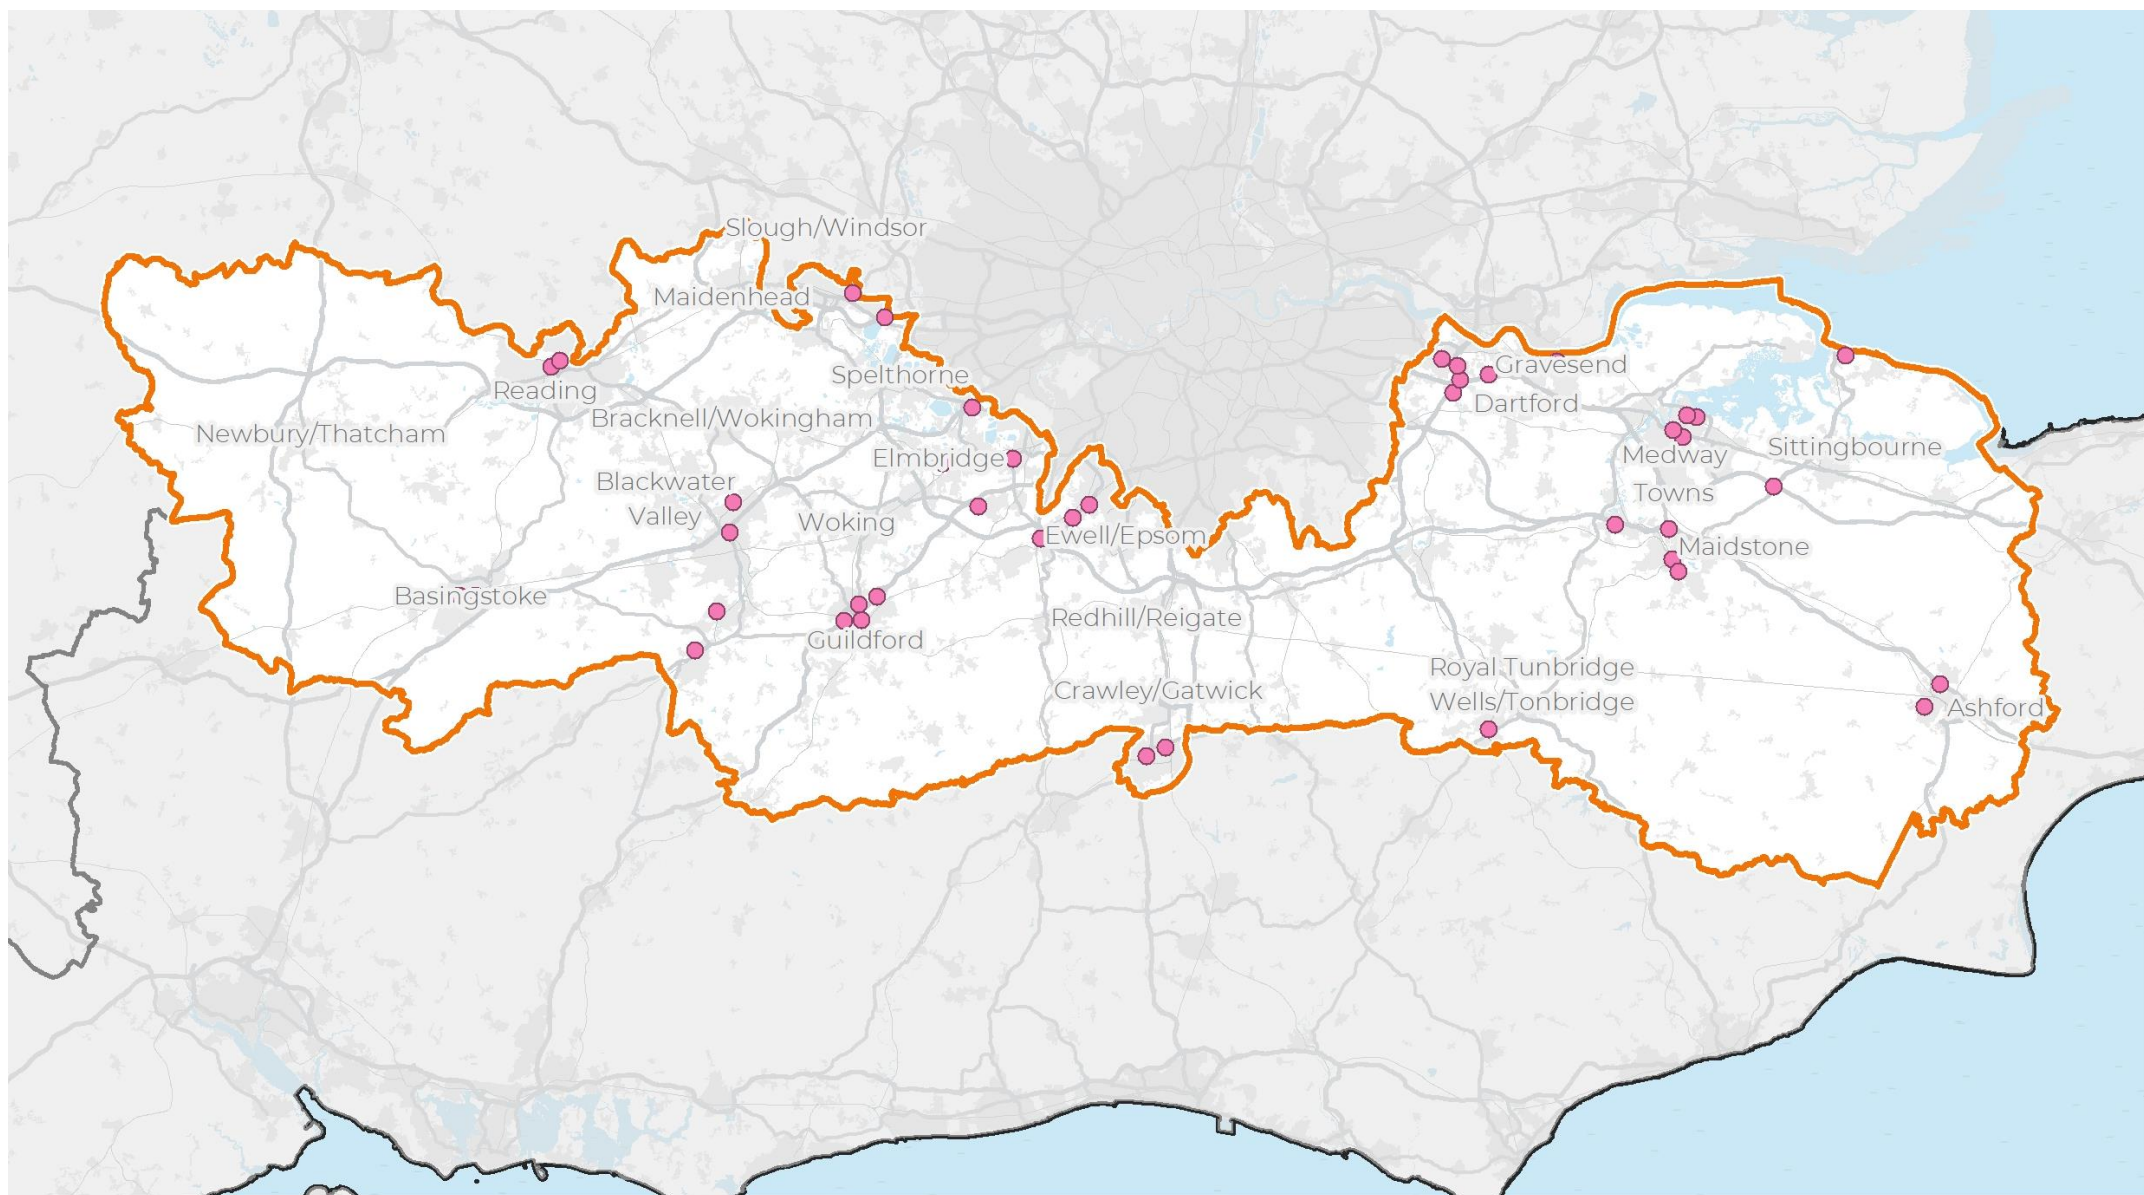 Slough/Windsor
Maidenhead
Gravesend
Spelthorne
Reading
Dartford
Bracknell/Wokingham
Newbury/Thatcham
Sittingbourne
Medway
Towns
Elmbridge
Blackwater
Valley
Woking
Ewell/Epsom
Maidstone
Basingstoke
Redhill/Reigate
Guildford
Royal Tunbridge
Wells/Tonbridge
Crawley/Gatwick
Ashford